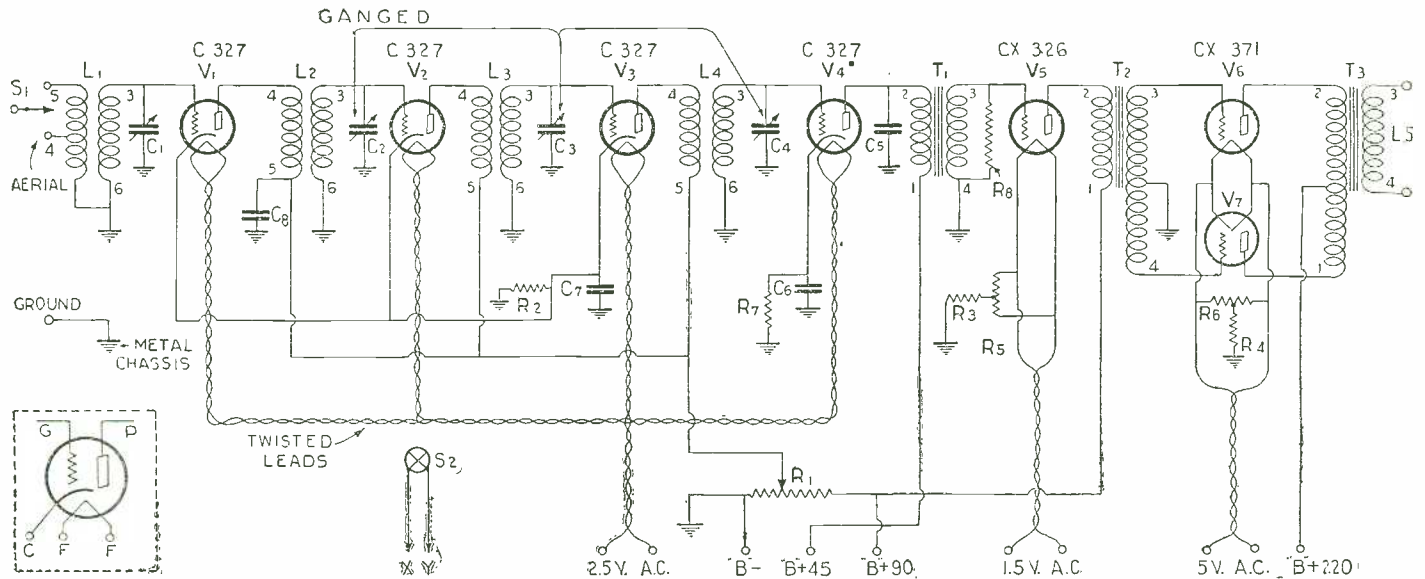 GANGED
C 327
C 327
C 327
C 327
CX 326
CX 371
V1
V2
V3
V4
V5
V6
S1
L1
L2
L3
L4
T1
T2
T3
5
3
4
3
4
3
4
3
2
3
2
3
2
3
4
C1
C2
C3
C4
C5
R8
L5
AERIAL
6
5
6
5
6
5
6
1
4
1
4
1
4
V7
C8
C7
R2
R7
C6
R3
R5
R6
R4
GROUND
METAL
CHASSIS
TWISTED
LEADS
S2
R1
G
P
C
F
F
X
Y
2.5 V. A.C.
"B"-
"B"+45
"B"+90
1.5 V. A.C.
5V. A.C.
"B"+220